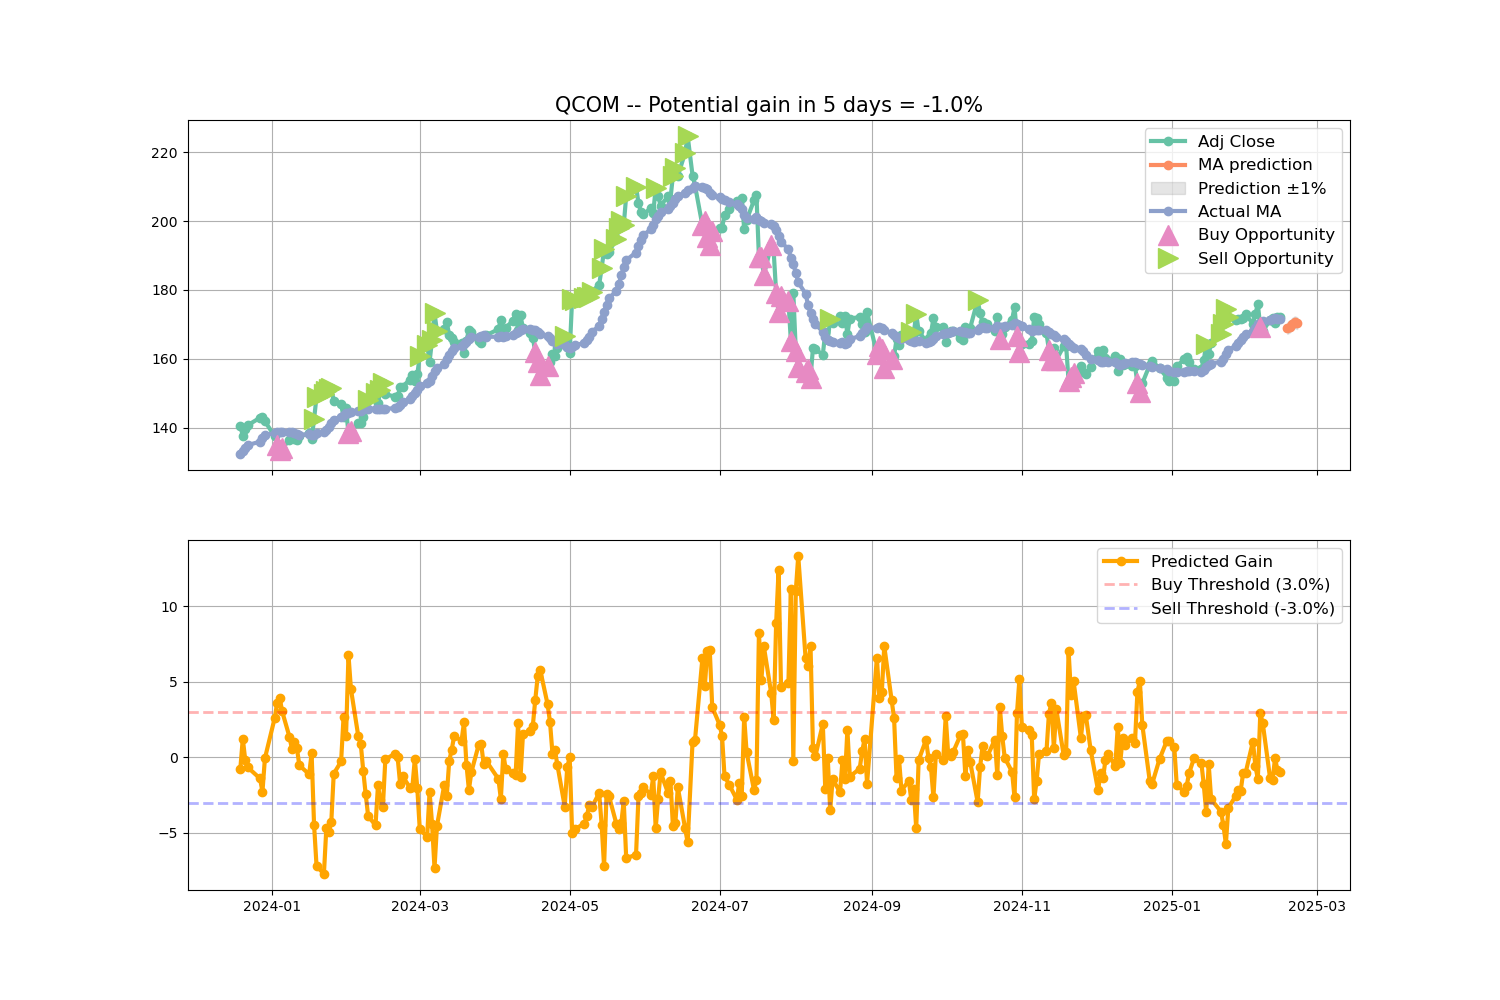 QCOM -- Potential gain in 5 days = -1.0%
220
200
180
160
140
Adj Close
MA prediction
Prediction ±1%
Actual MA
Buy Opportunity
Sell Opportunity
10
5
0
−5
Predicted Gain
Buy Threshold (3.0%)
Sell Threshold (-3.0%)
2024-01
2024-03
2024-05
2024-07
2024-09
2024-11
2025-01
2025-03